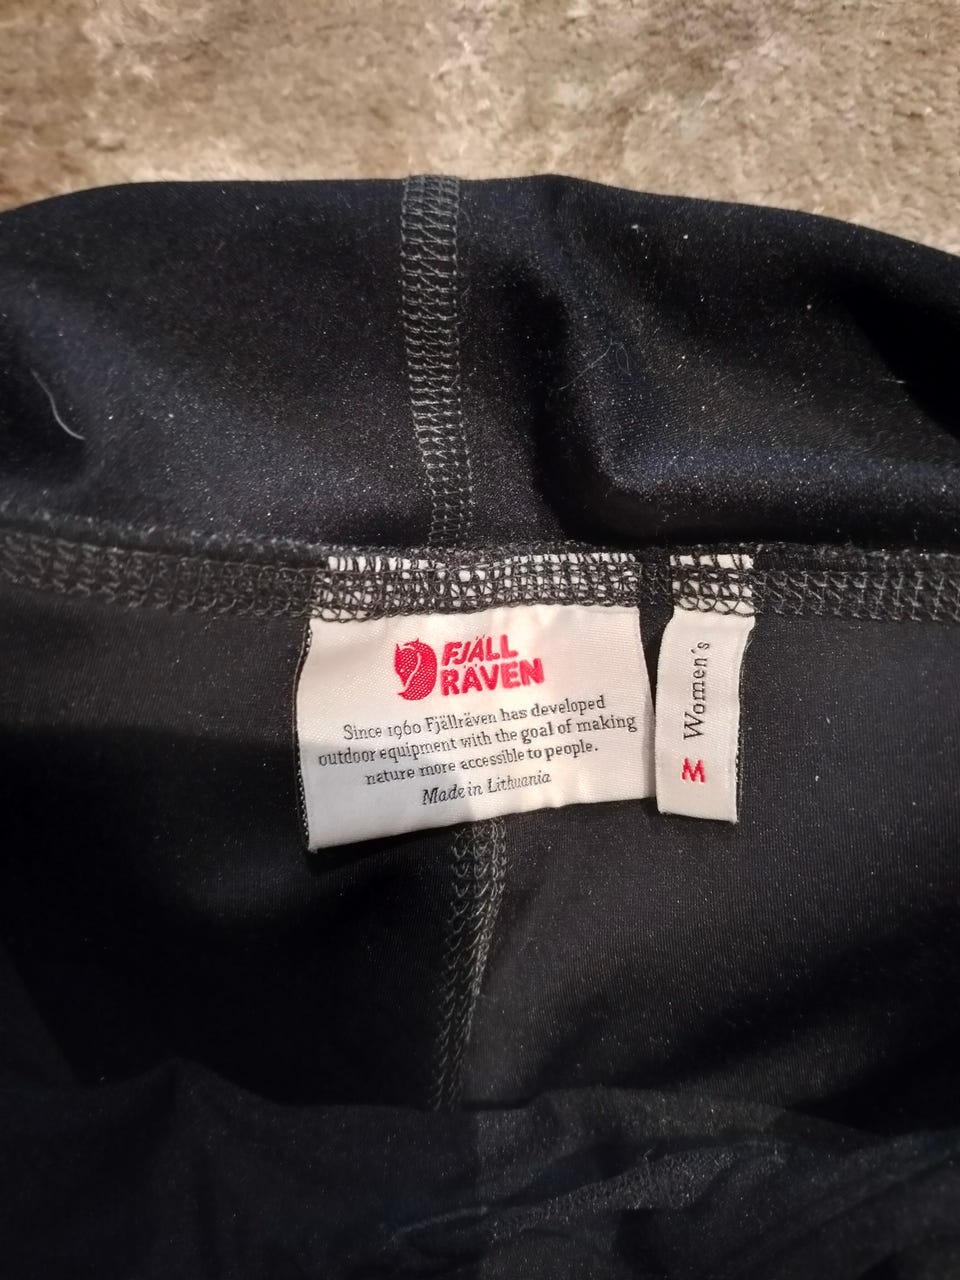 FJÄLL
RÄVEN
Since 1960 Fjällräven has developed
outdoor equipment with the goal of making
nature more accessible to people.
Made in Lithuania
Women's
M